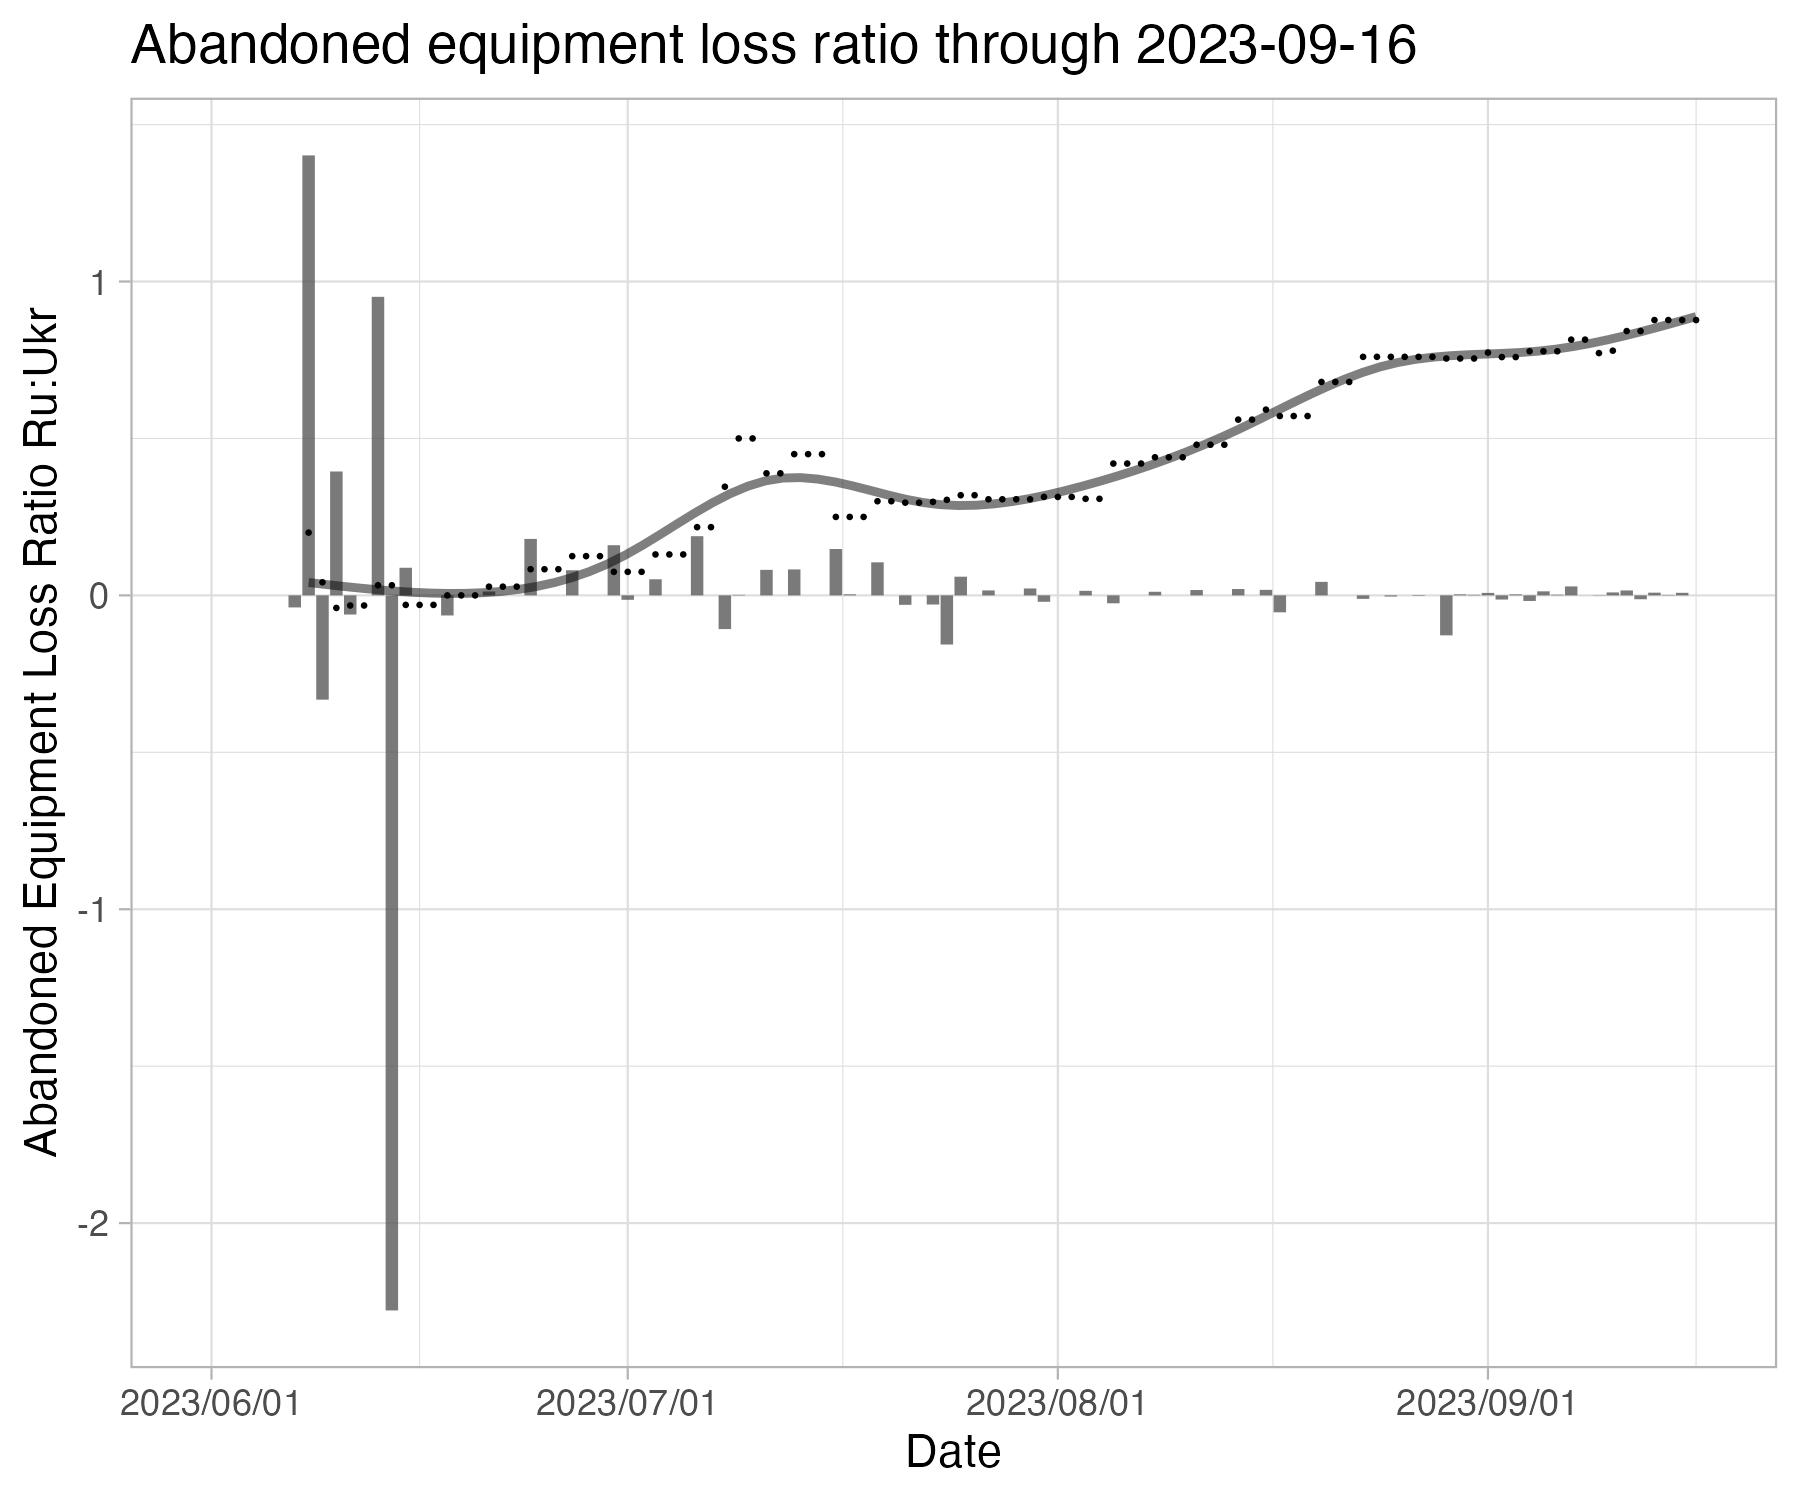 Abandoned equipment loss ratio through 2023-09-16
Abandoned Equipment Loss Ratio Ru:Ukr
1
0
-1
-2
2023/06/01
2023/07/01
2023/08/01
2023/09/01
Date